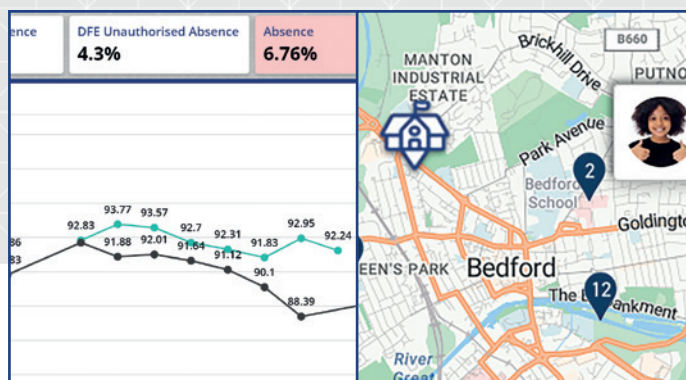 ence
DFE Unauthorised Absence
4.3%
Absence
6.76%
92.83
93.77
93.57
92.7
92.31
91.83
92.95
92.24
86
83
91.88
92.01
91.64
91.12
90.1
88.39
Brickhill Drive
B660
MANTON
INDUSTRIAL
ESTATE
PUTNO
Park Avenue
2
Bedford
School
Goldington
EEN'S PARK
Bedford
12
The Embankment
River
Great